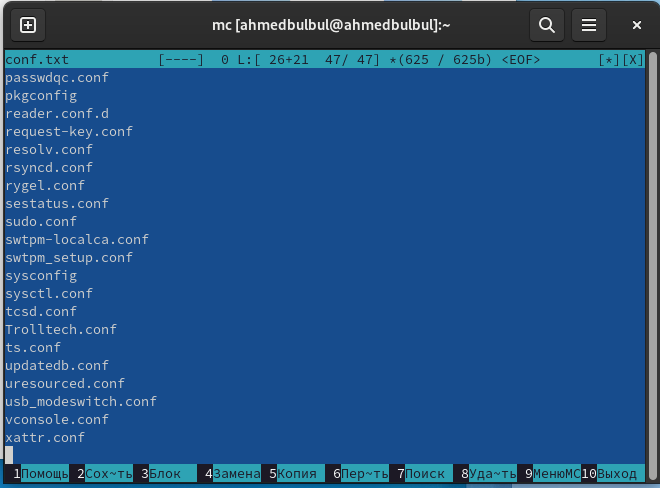 mc [ahmedbulbul@ahmedbulbul]:~
conf.txt [----] 0 L:[ 26+21 47/ 47] *(625 / 625b) <EOF> [*][X]
passwdqc.conf
pkgconfig
reader.conf.d
request-key.conf
resolv.conf
rsyncd.conf
rygel.conf
sestatus.conf
sudo.conf
swtpm-localca.conf
swtpm_setup.conf
sysconfig
sysctl.conf
tcsd.conf
Trolltech.conf
ts.conf
updatedb.conf
uresourced.conf
usb_modeswitch.conf
vconsole.conf
xattr.conf
1Помощь 2Сох~ть 3Блок 4Замена 5Копия 6Пер~ть 7Поиск 8Уда~ть 9МенюМС 10Выход